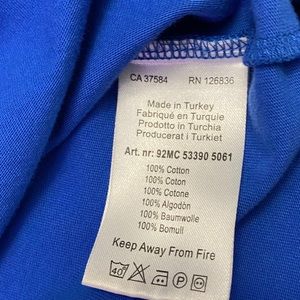 CA 37584 RN 126836
Made in Turkey
Fabriqué en Turquie
Prodotto in Turchia
Producerat i Turkiet
Art. nr: 92MC 53390 5061
100% Cotton
100% Coton
100% Cotone
100% Algodòn
100% Baumwolle
100% Bomull
Keep Away From Fire
40° P